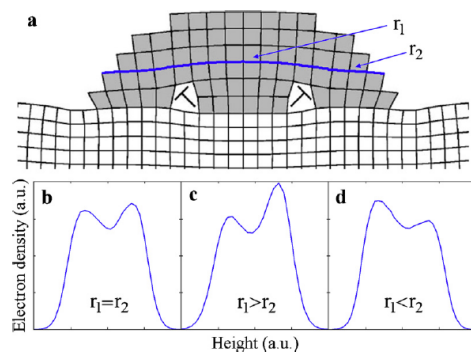 a
r₁
r₂
b
c
d
r₁=r₂
r₁>r₂
r₁<r₂
Electron density (a.u.)
Height (a.u.)